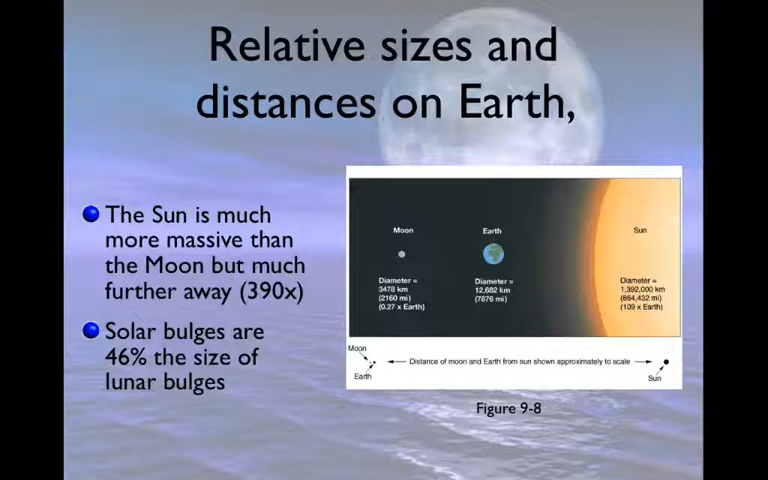 Relative sizes and
distances on Earth,
The Sun is much
more massive than
the Moon but much
further away (390x)
Solar bulges are
46% the size of
lunar bulges
Moon
Earth
Sun
Diameter =
3478 km
(2160 mi)
(0.27 x Earth)
Diameter =
12,682 km
(7876 mi)
Diameter =
1,392,000 km
(864,432 mi)
(109 x Earth)
Moon
Earth
Distance of moon and Earth from sun shown approximately to scale
Sun
Figure 9-8